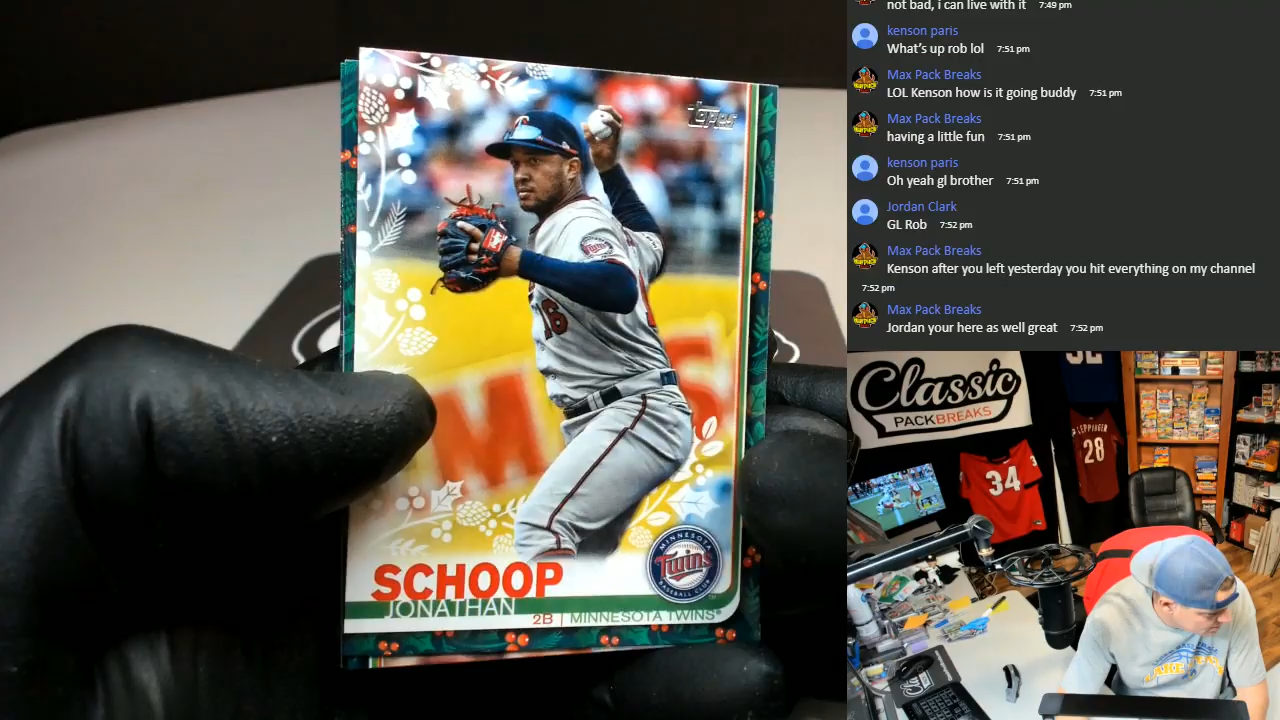 Topps
Twins
16
M S
SCHOOP
JONATHAN
2B | MINNESOTA TWINS
MINNESOTA
Twins
BASEBALL CLUB
not bad, i can live with it 7:49 pm
kenson paris
What's up rob lol 7:51 pm
Max Pack Breaks
LOL Kenson how is it going buddy 7:51 pm
Max Pack Breaks
having a little fun 7:51 pm
kenson paris
Oh yeah gl brother 7:51 pm
Jordan Clark
GL Rob 7:52 pm
Max Pack Breaks
Kenson after you left yesterday you hit everything on my channel
7:52 pm
Max Pack Breaks
Jordan your here as well great 7:52 pm
Classic
PACKBREAKS
34
LEPPINGER
28